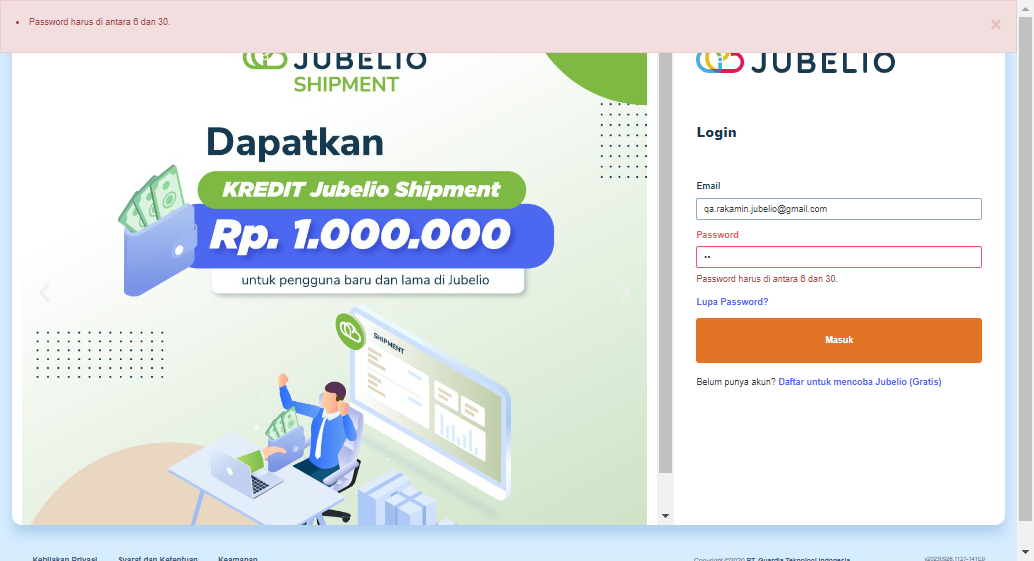 Password harus di antara 6 dan 30.
×
JUBELIO
SHIPMENT
Dapatkan
KREDIT Jubelio Shipment
Rp. 1.000.000
untuk pengguna baru dan lama di Jubelio
SHIPMENT
JUBELIO
Login
Email
qa.rakamin.jubelio@gmail.com
Password
••
Password harus di antara 6 dan 30.
Lupa Password?
Masuk
Belum punya akun? Daftar untuk mencoba Jubelio (Gratis)
Kebijakan Privasi Syarat dan Ketentuan Keamanan
Copyright ©2020 PT. Guardia Teknologi Indonesia
v20230926.1127-141E9